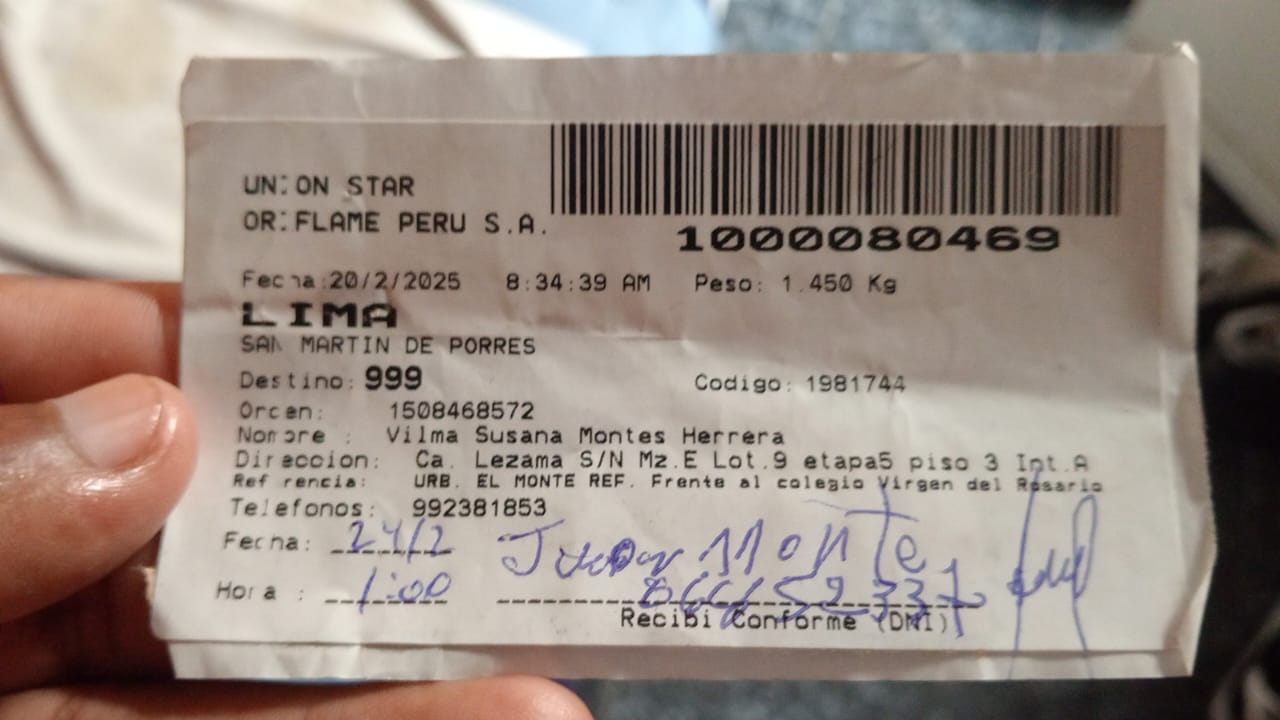 UNION STAR
ORIFLAME PERU S.A.
1000080469
Fecha:20/2/2025 8:34:39 AM Peso: 1.450 Kg
LIMA
SAN MARTIN DE PORRES
Destino: 999 Codigo: 1981744
Orden: 1508468572
Nombre : Vilma Susana Montes Herrera
Direccion: Ca. Lezama S/N Mz.E Lot.9 etapa5 piso 3 Int.A
Referencia: URB. EL MONTE REF. Frente al colegio Virgen del Rosario
Telefonos: 992381853
Fecha: 24/2 Monte
Hora : 1:00
Recibi Conforme (DNI)